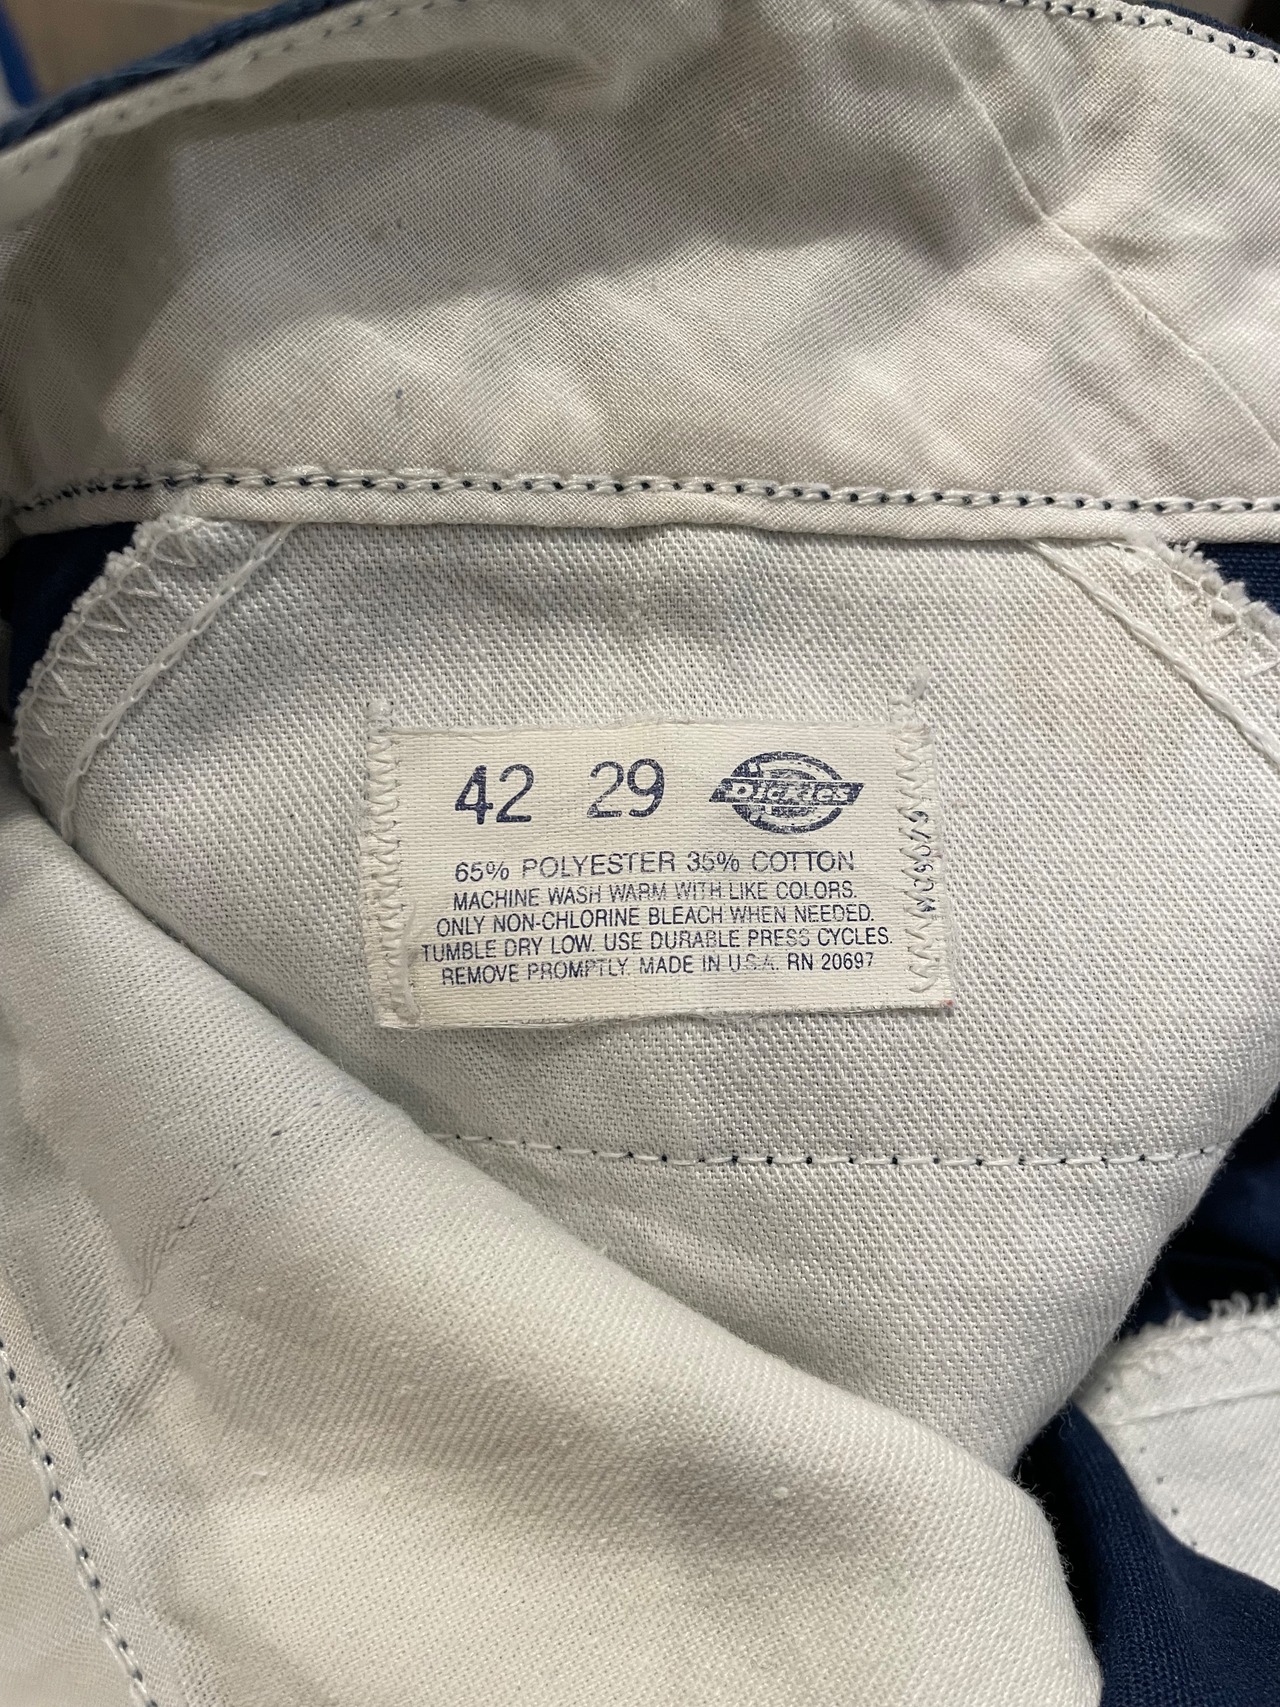 42 29 Dickies
65% POLYESTER 35% COTTON
MACHINE WASH WARM WITH LIKE COLORS.
ONLY NON-CHLORINE BLEACH WHEN NEEDED.
TUMBLE DRY LOW. USE DURABLE PRESS CYCLES.
REMOVE PROMPTLY. MADE IN U.S.A. RN 20697